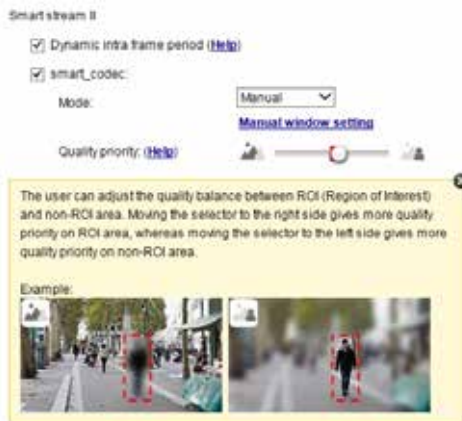 Smart stream II
Dynamic intra frame period (Help)
smart_codec:
Mode: Manual
Manual window setting
Quality priority: (Help)
The user can adjust the quality balance between ROI (Region of Interest)
and non-ROI area. Moving the selector to the right side gives more quality
priority on ROI area, whereas moving the selector to the left side gives more
quality priority on non-ROI area.
Example: